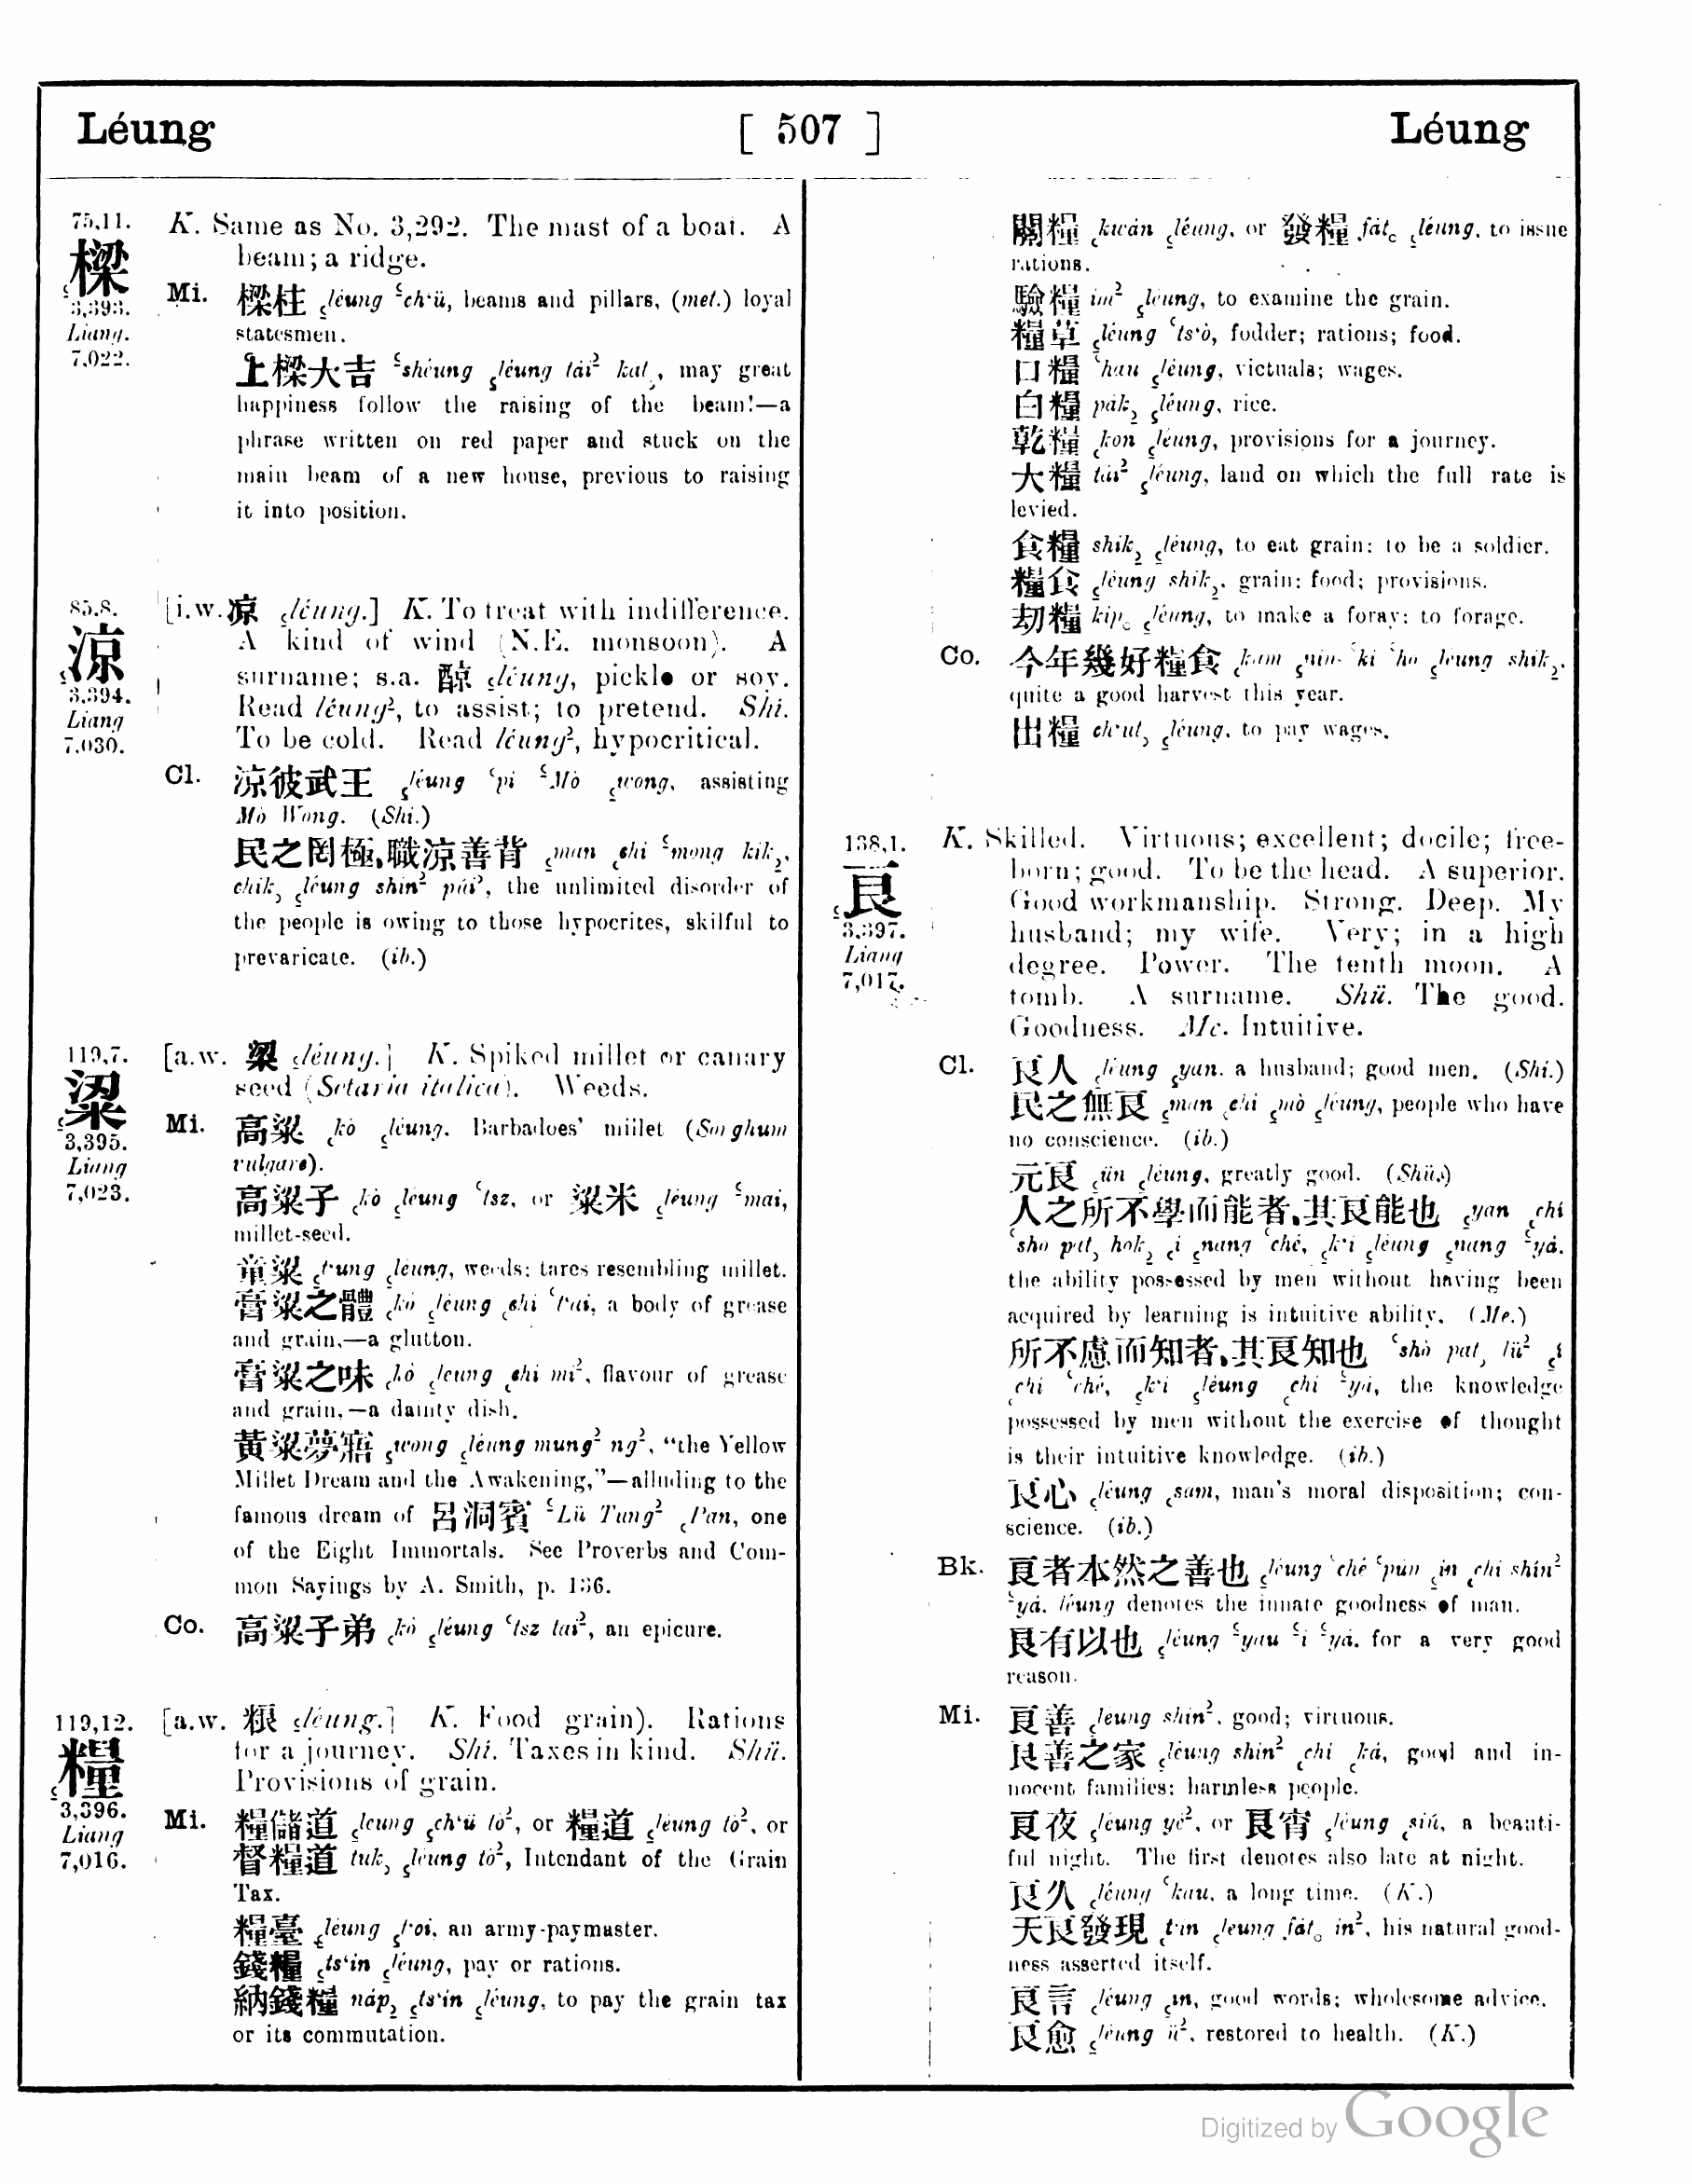 Léung [ 507 ] Léung
75,11.
樑
3,393.
Liang.
7,022.
K. Same as No. 3,292. The mast of a boat. A
beam; a ridge.
Mi. 樑柱 ꜁léung ꜂ch‘ü, beams and pillars, (met.) loyal
statesmen.
上樑大吉 ꜃shéung ꜁léung tái² kat, may great
happiness follow the raising of the beam!—a
phrase written on red paper and stuck on the
main beam of a new house, previous to raising
it into position.
85,8.
涼
3,394.
Liang
7,030.
[i.w. 凉 ꜁léung.] K. To treat with indifference.
A kind of wind (N.E. monsoon). A
surname; s.a. 醇 ꜁léung, pickle or soy.
Read léung², to assist; to pretend. Shi.
To be cold. Read léung², hypocritical.
Cl. 涼彼武王 ꜁léung ꜂pi ꜃Mò ꜁wong, assisting
Mò Wong. (Shi.)
民之罔極,職涼善背 ꜁man ꜀chi ꜃mong kik,
chik, ꜁léung shin² púi², the unlimited disorder of
the people is owing to those hypocrites, skilful to
prevaricate. (ib.)
119,7.
粱
3,395.
Liang
7,023.
[a.w. 梁 ꜁léung.] K. Spiked millet or canary
seed (Setaria italica). Weeds.
Mi. 高粱 ꜀kò ꜁léung. Barbadoes’ millet (Sorghum
vulgare).
高粱子 ꜀kò ꜁léung ꜂tsz, or 粱米 ꜁léung ꜃mai,
millet-seed.
童粱 ꜁t‘ung ꜁léung, weeds; tares resembling millet.
膏粱之體 ꜀kò ꜁léung ꜀chi ꜂t‘ai, a body of grease
and grain,—a glutton.
膏粱之味 ꜀kò ꜁léung ꜀chi mi², flavour of grease
and grain,—a dainty dish.
黃粱夢寤 ꜁wong ꜁léung mung² ng², “the Yellow
Millet Dream and the Awakening,”—alluding to the
famous dream of 呂洞賓 ꜃Lü Tung² ꜀Pan, one
of the Eight Immortals. See Proverbs and Com-
mon Sayings by A. Smith, p. 136.
Co. 高粱子弟 ꜀kò ꜁léung ꜂tsz tai², an epicure.
119,12.
糧
3,396.
Liang
7,016.
[a.w. 粮 ꜁léung.] K. Food grain). Rations
for a journey. Shi. Taxes in kind. Shü.
Provisions of grain.
Mi. 糧儲道 ꜁léung ꜁ch‘ü tò², or 糧道 ꜁léung tò², or
督糧道 tuk, ꜁léung tò², Intendant of the Grain
Tax.
糧臺 ꜁léung ꜁t‘oi, an army-paymaster.
錢糧 ꜁ts‘in ꜁léung, pay or rations.
納錢糧 náp, ꜁ts‘in ꜁léung, to pay the grain tax
or its commutation.
關糧 ꜀kwán ꜁léung, or 發糧 fát ꜁léung, to issue
rations.
驗糧 im² ꜁léung, to examine the grain.
糧草 ꜁léung ꜂ts‘ò, fodder; rations; food.
口糧 ꜂hau ꜁léung, victuals; wages.
白糧 pák, ꜁léung, rice.
乾糧 ꜀kon ꜁léung, provisions for a journey.
大糧 tái² ꜁léung, land on which the full rate is
levied.
食糧 shik, ꜁léung, to eat grain: to be a soldier.
糧食 ꜁léung shik, grain: food; provisions.
刧糧 kip ꜁léung, to make a foray: to forage.
Co. 今年幾好糧食 ꜀kam ꜁nin ꜂ki ꜂ho ꜁léung shik,
quite a good harvest this year.
出糧 ch‘ut, ꜁léung, to pay wages.
138,1.
良
3,397.
Liang
7,017.
K. Skilled. Virtuous; excellent; docile; free-
born; good. To be the head. A superior.
Good workmanship. Strong. Deep. My
husband; my wife. Very; in a high
degree. Power. The tenth moon. A
tomb. A surname. Shü. The good.
Goodness. Me. Intuitive.
Cl. 良人 ꜁léung ꜁yan. a husband; good men. (Shi.)
民之無良 ꜁man ꜀chi ꜁mò ꜁léung, people who have
no conscience. (ib.)
元良 ꜁ün ꜁léung, greatly good. (Shü.)
人之所不學而能者,其良能也 ꜁yan ꜀chi
꜂sho pat, hok, ꜁i ꜁nang ꜂ché, ꜁k‘i ꜁léung ꜁nang ꜃yá.
the ability possessed by men without having been
acquired by learning is intuitive ability. (Me.)
所不慮而知者,其良知也 ꜂shò pat, lü² ꜁i
꜀chi ꜂ché, ꜁k‘i ꜁léung ꜀chi ꜃yá, the knowledge
possessed by men without the exercise of thought
is their intuitive knowledge. (ib.)
良心 ꜁léung ꜀sam, man’s moral disposition; con-
science. (ib.)
Bk. 良者本然之善也 ꜁léung ꜂ché ꜂pún ꜁in ꜀chi shín²
꜃yá. léung denotes the innate goodness of man.
良有以也 ꜁léung ꜃yau ꜃i ꜃yá. for a very good
reason.
Mi. 良善 ꜁léung shin², good; virtuous.
良善之家 ꜁léung shin² ꜀chi ꜀ká, good and in-
nocent families: harmless people.
良夜 ꜁léung yé², or 良宵 ꜁léung ꜀siú, a beauti-
ful night. The first denotes also late at night.
良久 ꜁léung ꜂kau, a long time. (K.)
天良發現 ꜀t‘in ꜁léung fát in², his natural good-
ness asserted itself.
良言 ꜁léung ꜁in, good words; wholesome advice.
良愈 ꜁léung ü², restored to health. (K.)
Digitized by Google